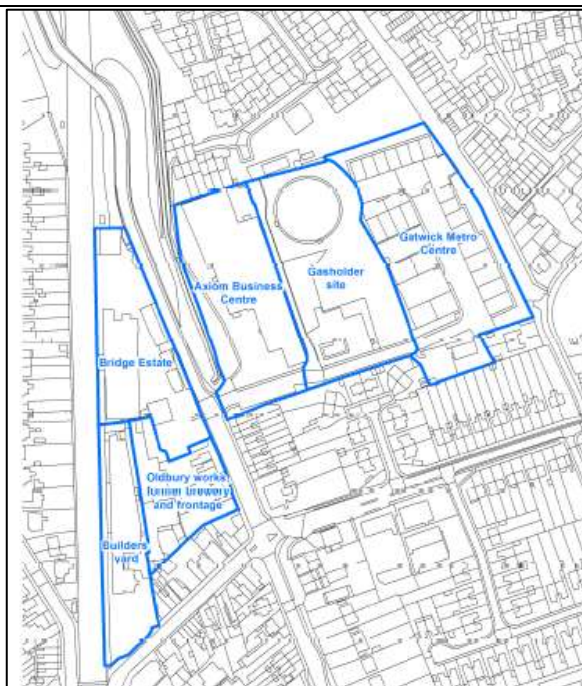 Gatwick Metro
Centre
Gasholder
site
Axiom Business
Centre
Bridge Estate
Oldbury works,
former brewery
and frontage
Builders'
yard